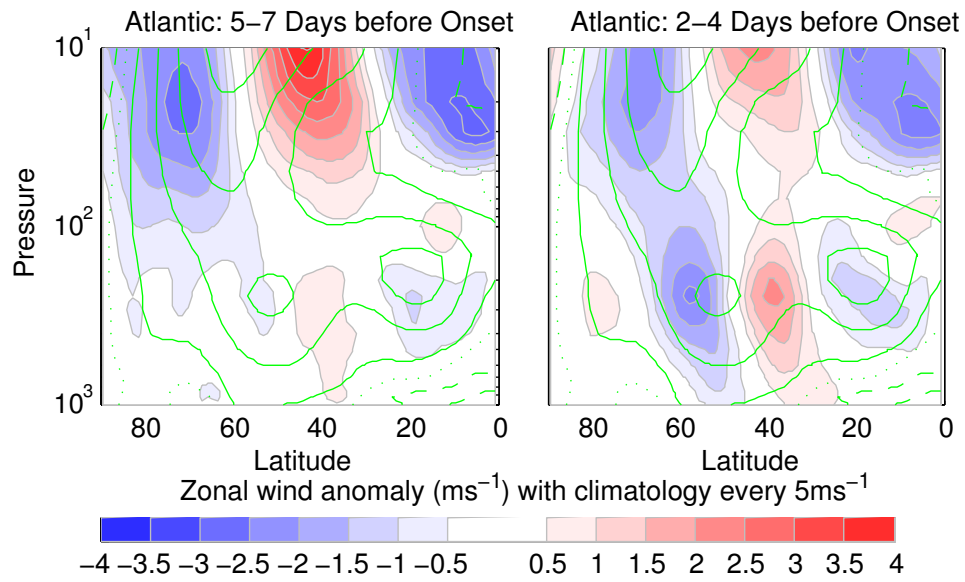 Atlantic: 5−7 Days before Onset
Atlantic: 2−4 Days before Onset
Pressure
10¹
10²
10³
80 60 40 20 0
80 60 40 20 0
Latitude
Latitude
Zonal wind anomaly (ms⁻¹) with climatology every 5ms⁻¹
−4 −3.5 −3 −2.5 −2 −1.5 −1 −0.5 0.5 1 1.5 2 2.5 3 3.5 4